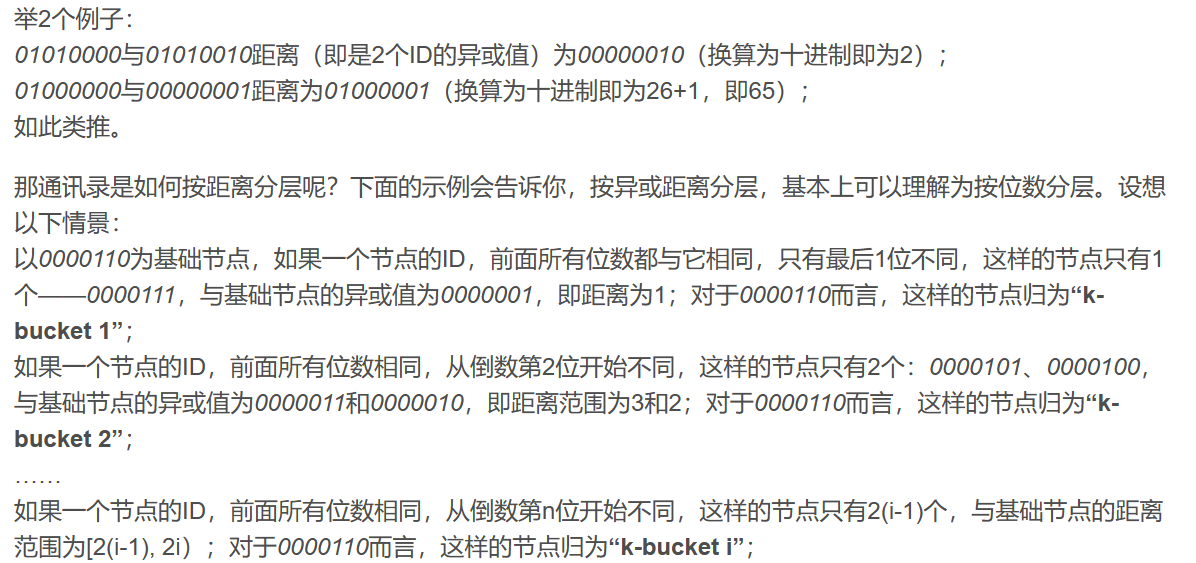 举2个例子：
01010000与01010010距离（即是2个ID的异或值）为00000010（换算为十进制即为2）；
01000000与00000001距离为01000001（换算为十进制即为26+1，即65）；
如此类推。
那通讯录是如何按距离分层呢？下面的示例会告诉你，按异或距离分层，基本上可以理解为按位数分层。设想
以下情景：
以0000110为基础节点，如果一个节点的ID，前面所有位数都与它相同，只有最后1位不同，这样的节点只有1
个——0000111，与基础节点的异或值为0000001，即距离为1；对于0000110而言，这样的节点归为“k-
bucket 1”；
如果一个节点的ID，前面所有位数相同，从倒数第2位开始不同，这样的节点只有2个：0000101、0000100，
与基础节点的异或值为0000011和0000010，即距离范围为3和2；对于0000110而言，这样的节点归为“k-
bucket 2”；
……
如果一个节点的ID，前面所有位数相同，从倒数第n位开始不同，这样的节点只有2(i-1)个，与基础节点的距离
范围为[2(i-1), 2i）；对于0000110而言，这样的节点归为“k-bucket i”；